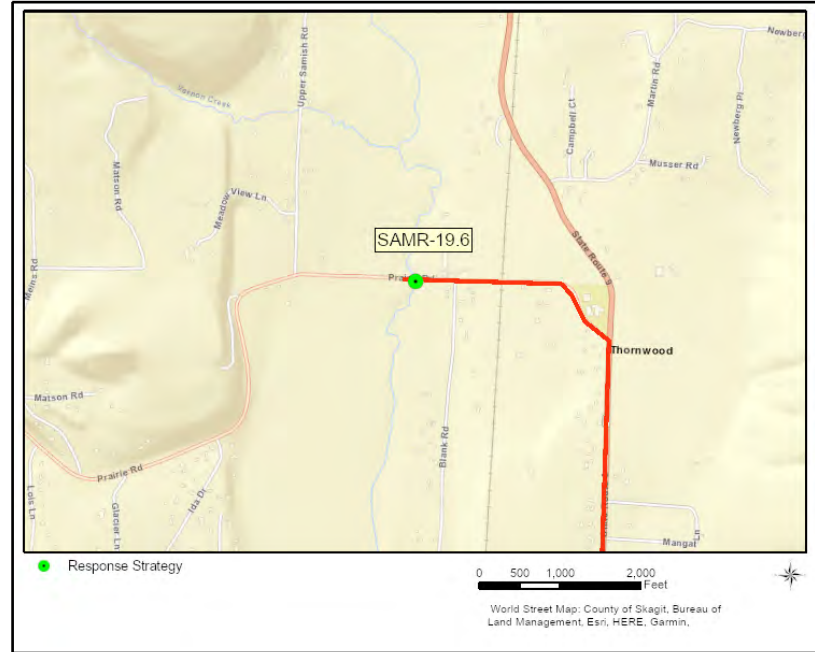 Newberg
Upper Samish Rd
Vernon Creek
Martin Rd
Newberg Pl
Campbell Ct
Matson Rd
Musser Rd
Meadow View Ln
State Route 9
SAMR-19.6
Meins Rd
Prairie Rd
Thornwood
Matson Rd
Blank Rd
Prairie Rd
Lois Ln
Glacier Ln
Ida Dr
Mangat Ln
Response Strategy
0 500 1,000 2,000
Feet
World Street Map: County of Skagit, Bureau of
Land Management, Esri, HERE, Garmin,